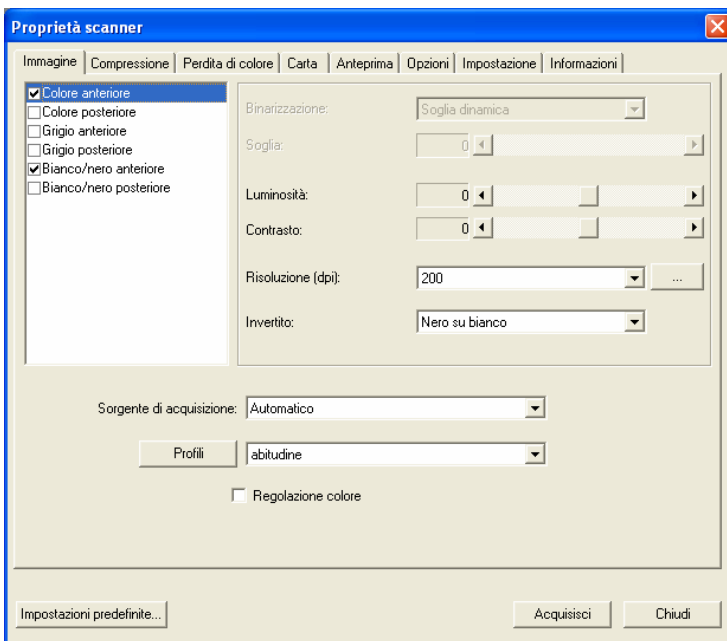 Proprietà scanner
Immagine Compressione Perdita di colore Carta Anteprima Opzioni Impostazione Informazioni
Colore anteriore
Colore posteriore
Grigio anteriore
Grigio posteriore
Bianco/nero anteriore
Bianco/nero posteriore
Binarizzazione: Soglia dinamica
Soglia: 0
Luminosità: 0
Contrasto: 0
Risoluzione (dpi): 200 ...
Invertito: Nero su bianco
Sorgente di acquisizione: Automatico
Profili abitudine
Regolazione colore
Impostazioni predefinite... Acquisisci Chiudi